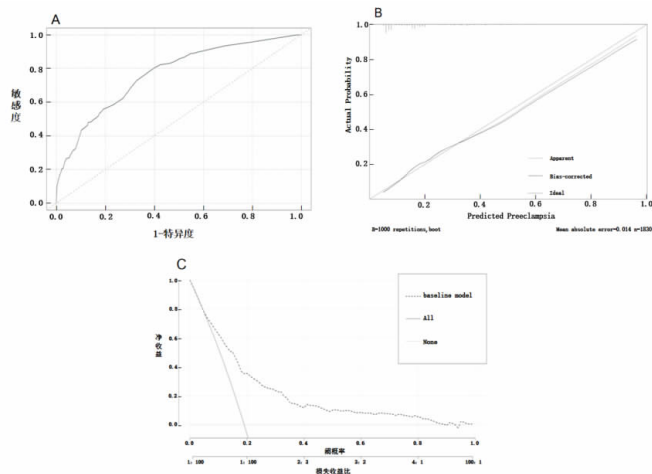 A
1.0
0.8
0.6
0.4
0.2
0.0
敏感度
0.0 0.2 0.4 0.6 0.8 1.0
1-特异度
B
1.0
0.8
0.6
0.4
0.2
Actual Probability
Apparent
Bias-corrected
Ideal
0.2 0.4 0.6 0.8 1.0
Predicted Preeclampsia
B=1000 repetitions,boot
Mean absolute error=0.014 n=1830
C
1.0
0.8
0.6
0.4
0.2
0.0
净收益
baseline model
All
None
0.0 0.2 0.4 0.6 0.8 1.0
阈概率
1: 100 1: 100 2: 3 3: 2 4: 1 100: 1
损失收益比